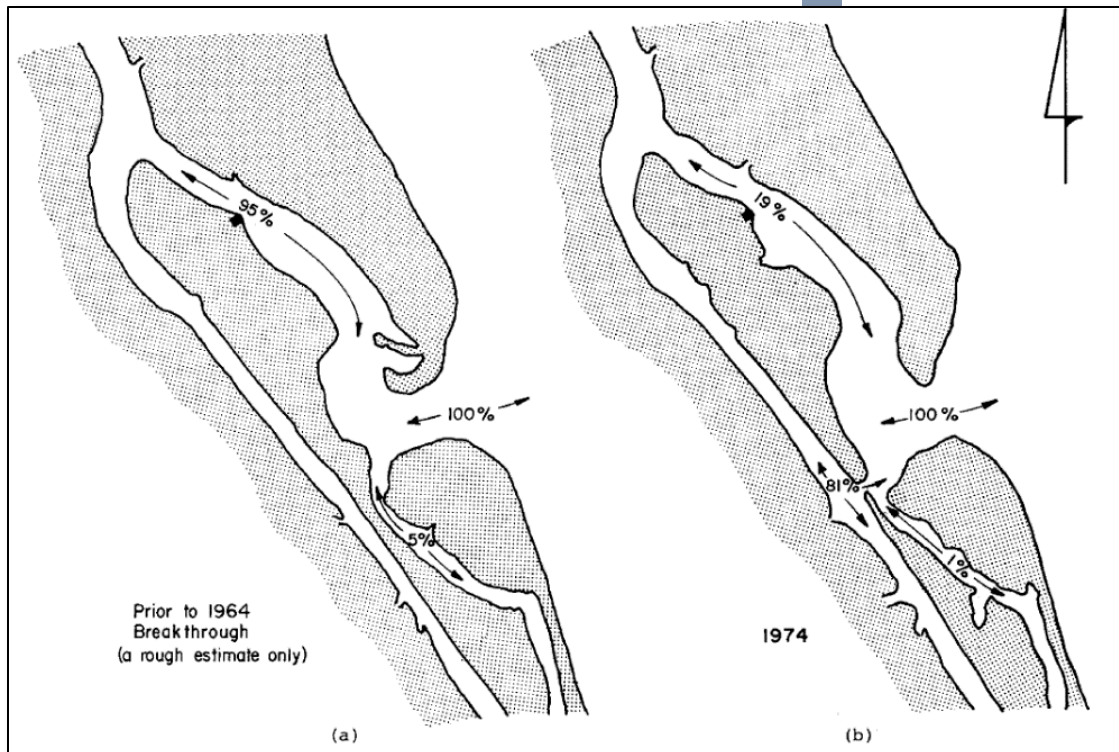 95%
100%
5%
Prior to 1964
Breakthrough
(a rough estimate only)
(a)
19%
100%
81%
1%
1974
(b)